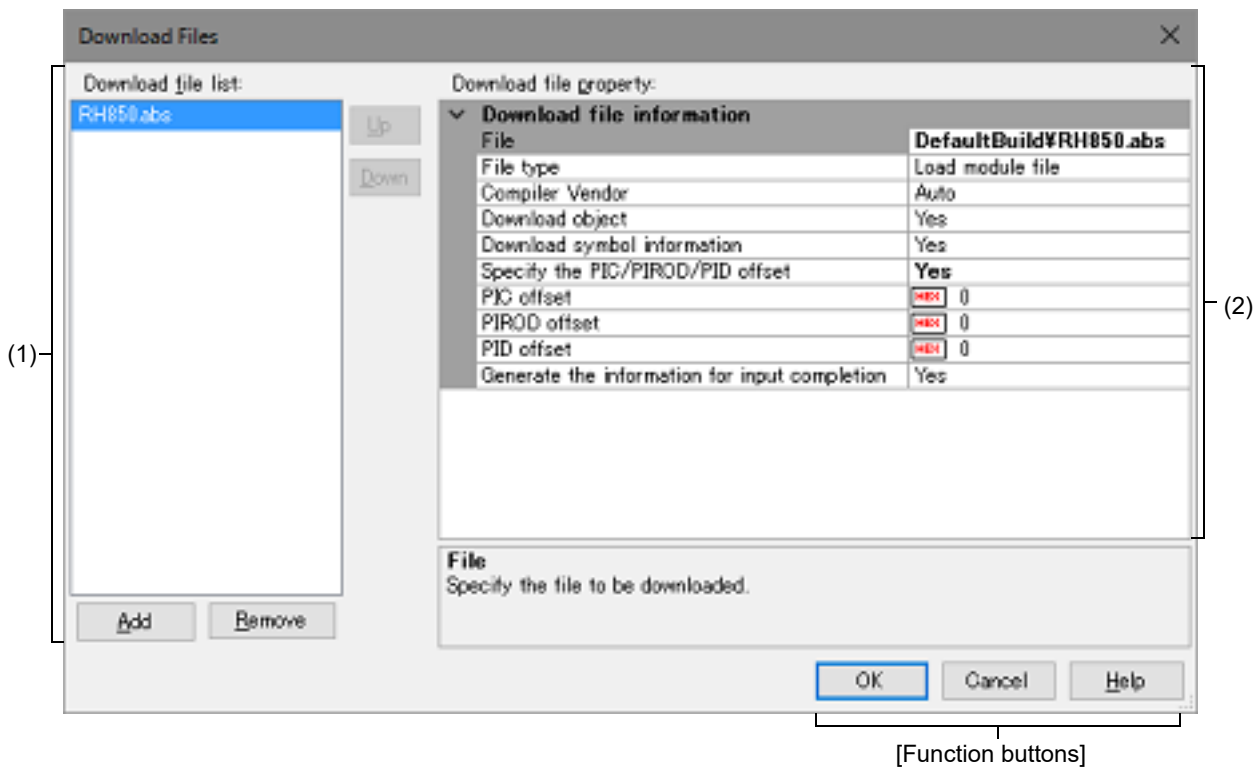 Download Files
Download file list:
Download file property:
RH850.abs
Up
Down
Download file information
File DefaultBuild¥RH850.abs
File type Load module file
Compiler Vendor Auto
Download object Yes
Download symbol information Yes
Specify the PIC/PIROD/PID offset Yes
PIC offset HEX 0
PIROD offset HEX 0
PID offset HEX 0
Generate the information for input completion Yes
(1)
(2)
File
Specify the file to be downloaded.
Add
Remove
OK
Cancel
Help
[Function buttons]